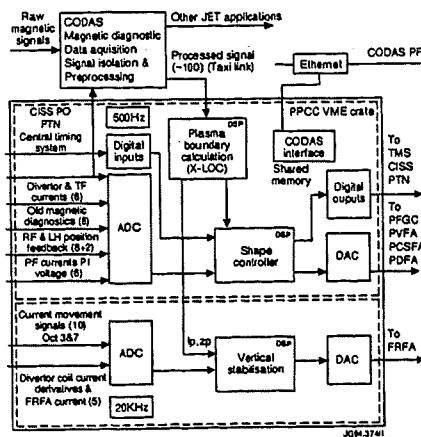 Raw
magnetic
signals
CODAS
Magnetic diagnostic
Data aquisition
Signal isolation &
Preprocessing
Other JET applications
Processed signal
(~100) (Taxi link)
Ethernet
CODAS PF
CISS PO
PTN
Central timing
system
500Hz
PPCC VME crate
Digital
inputs
DSP
Plasma
boundary
calculation
(X-LOC)
CODAS
interface
Shared
memory
To
TMS
CISS
PTN
Digital
ouputs
Divertor & TF
currents (6)
Old magnetic
diagnostics (8)
RF & LH position
feedback (8+2)
PF currents PI
voltage (6)
ADC
DSP
Shape
controller
DAC
To
PFGC
PVFA
PCSFA
PDFA
Current movement
signals (10)
Oct 3&7
Divertor coil current
derivatives &
FRFA current (5)
ADC
20KHz
Ip,zp
DSP
Vertical
stabilisation
DAC
To
FRFA
JG94.374/1